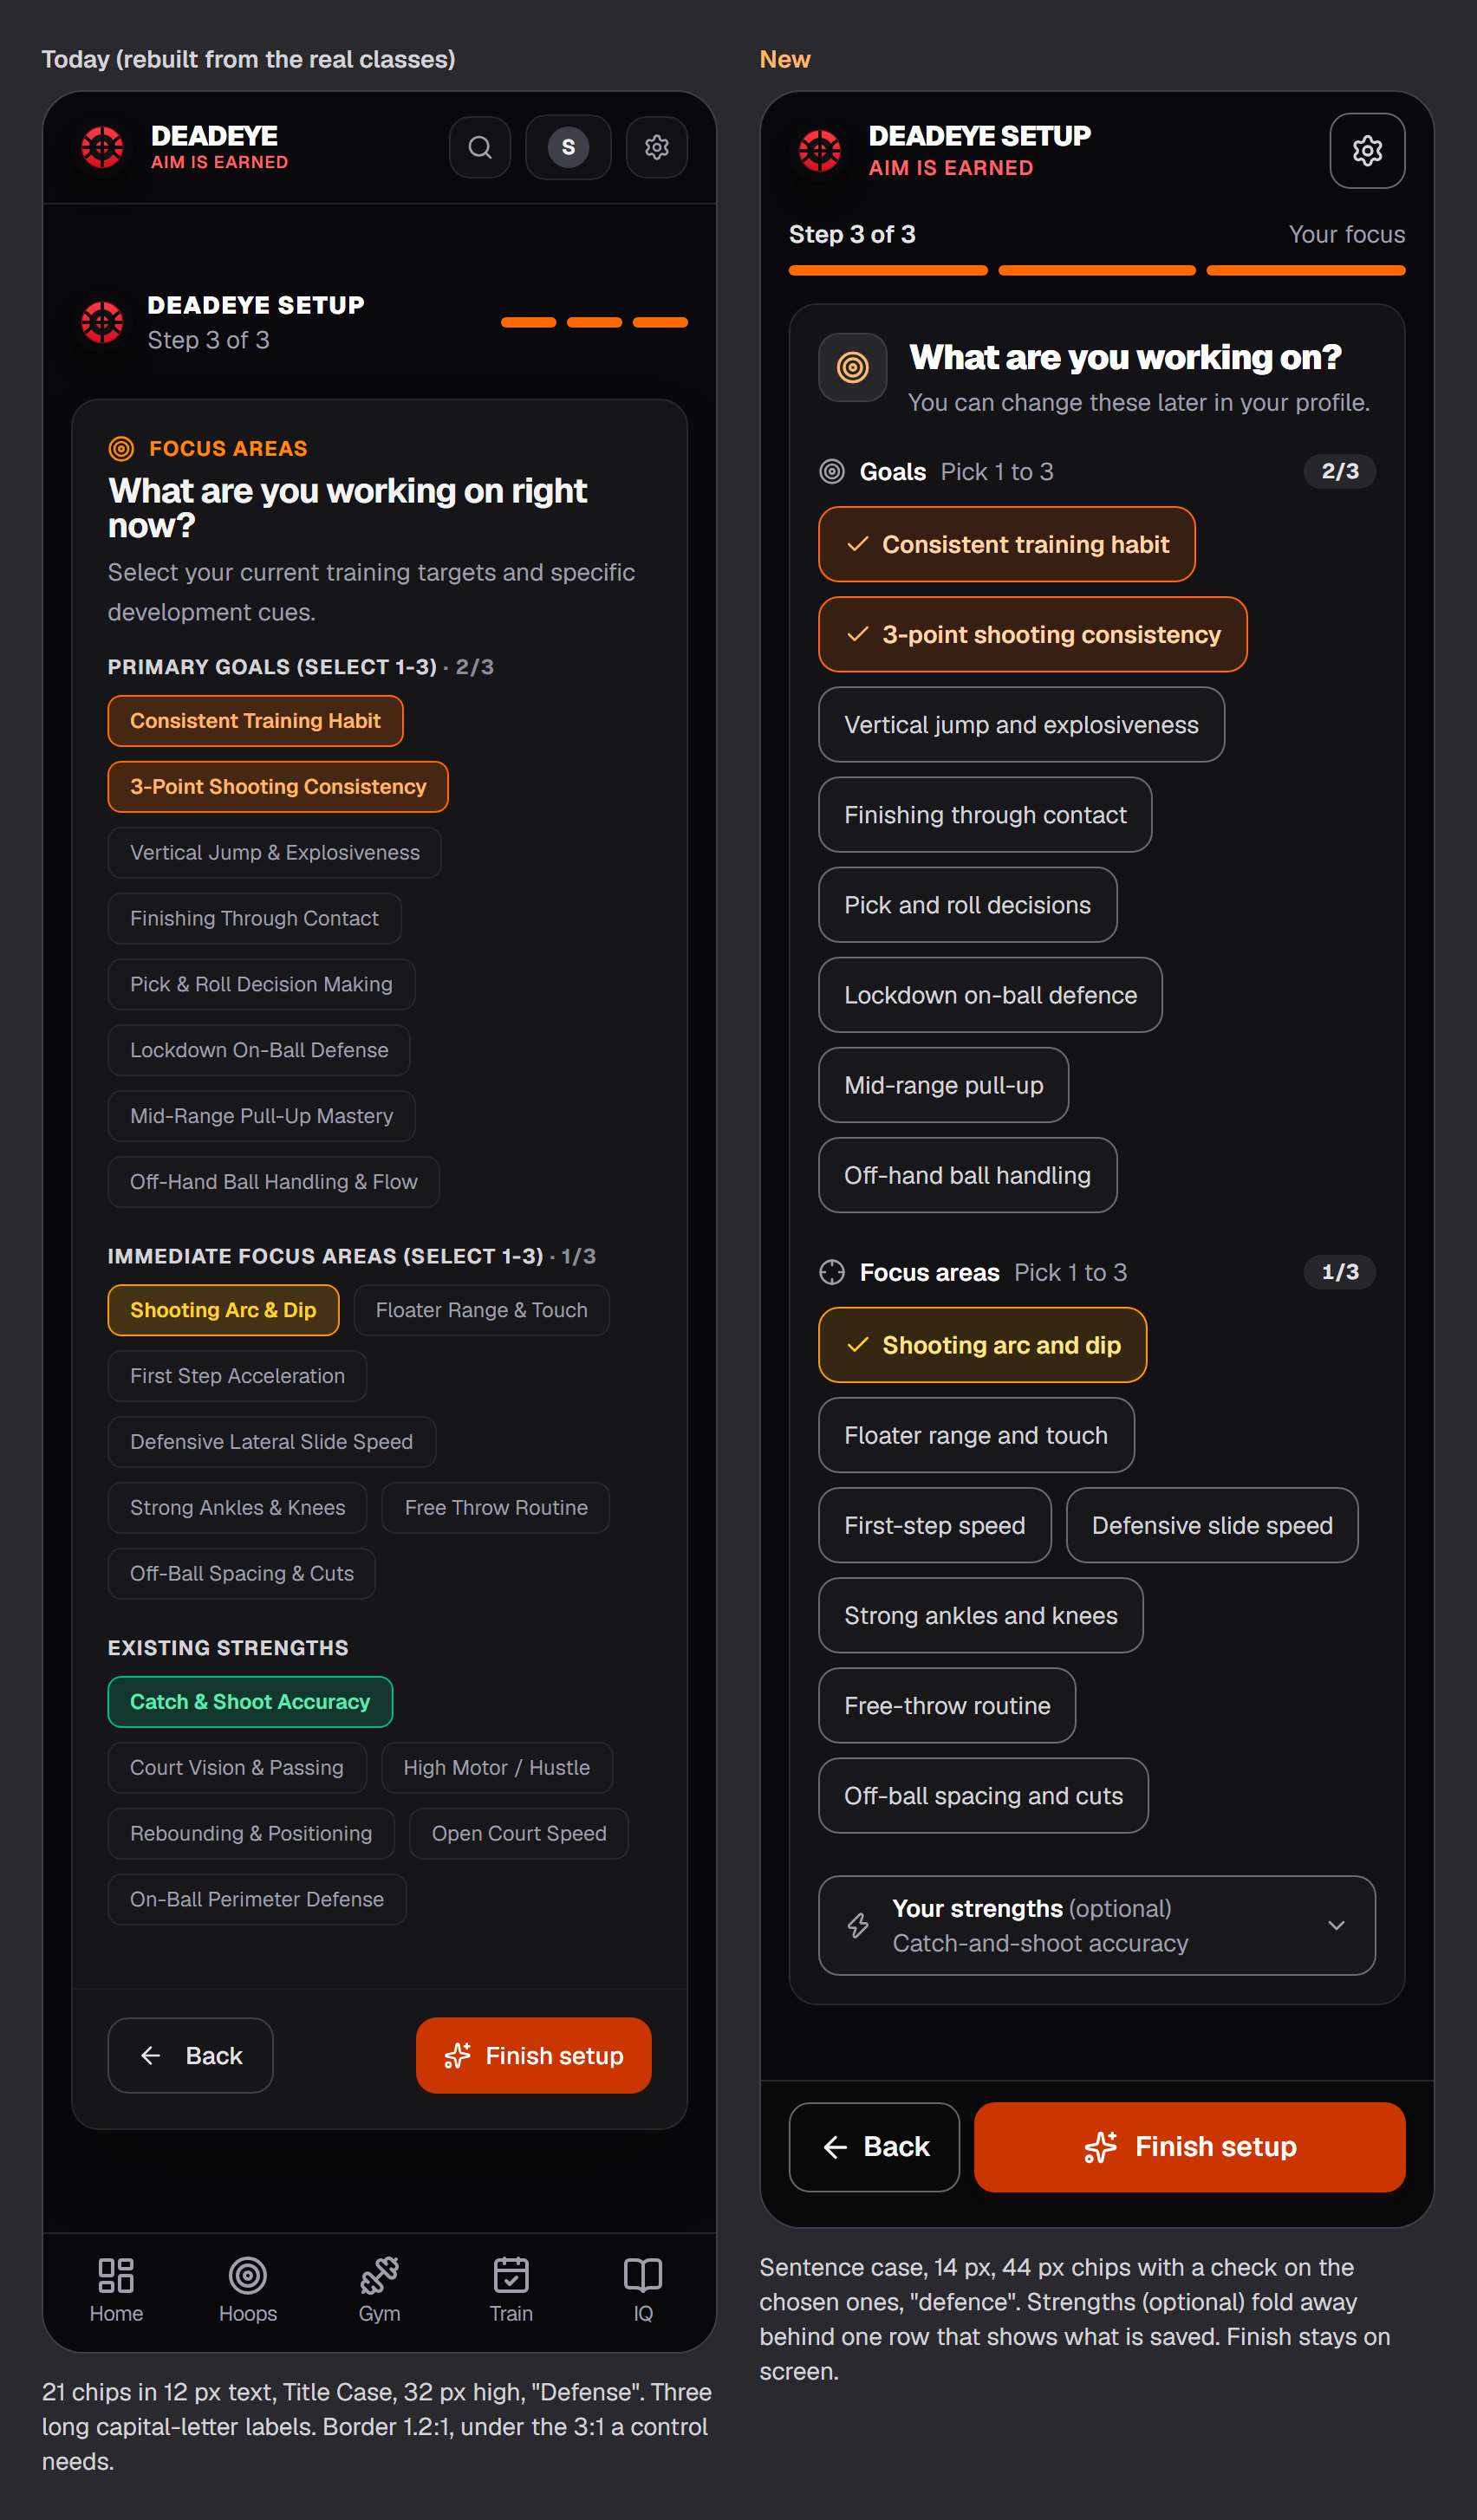 Today (rebuilt from the real classes)
DEADEYE
AIM IS EARNED
S
DEADEYE SETUP
Step 3 of 3
FOCUS AREAS
What are you working on right
now?
Select your current training targets and specific
development cues.
PRIMARY GOALS (SELECT 1-3) · 2/3
Consistent Training Habit
3-Point Shooting Consistency
Vertical Jump & Explosiveness
Finishing Through Contact
Pick & Roll Decision Making
Lockdown On-Ball Defense
Mid-Range Pull-Up Mastery
Off-Hand Ball Handling & Flow
IMMEDIATE FOCUS AREAS (SELECT 1-3) · 1/3
Shooting Arc & Dip
Floater Range & Touch
First Step Acceleration
Defensive Lateral Slide Speed
Strong Ankles & Knees
Free Throw Routine
Off-Ball Spacing & Cuts
EXISTING STRENGTHS
Catch & Shoot Accuracy
Court Vision & Passing
High Motor / Hustle
Rebounding & Positioning
Open Court Speed
On-Ball Perimeter Defense
Back
Finish setup
Home
Hoops
Gym
Train
IQ
21 chips in 12 px text, Title Case, 32 px high, "Defense". Three
long capital-letter labels. Border 1.2:1, under the 3:1 a control
needs.
New
DEADEYE SETUP
AIM IS EARNED
Step 3 of 3
Your focus
What are you working on?
You can change these later in your profile.
Goals Pick 1 to 3
2/3
Consistent training habit
3-point shooting consistency
Vertical jump and explosiveness
Finishing through contact
Pick and roll decisions
Lockdown on-ball defence
Mid-range pull-up
Off-hand ball handling
Focus areas Pick 1 to 3
1/3
Shooting arc and dip
Floater range and touch
First-step speed
Defensive slide speed
Strong ankles and knees
Free-throw routine
Off-ball spacing and cuts
Your strengths (optional)
Catch-and-shoot accuracy
Back
Finish setup
Sentence case, 14 px, 44 px chips with a check on the
chosen ones, "defence". Strengths (optional) fold away
behind one row that shows what is saved. Finish stays on
screen.